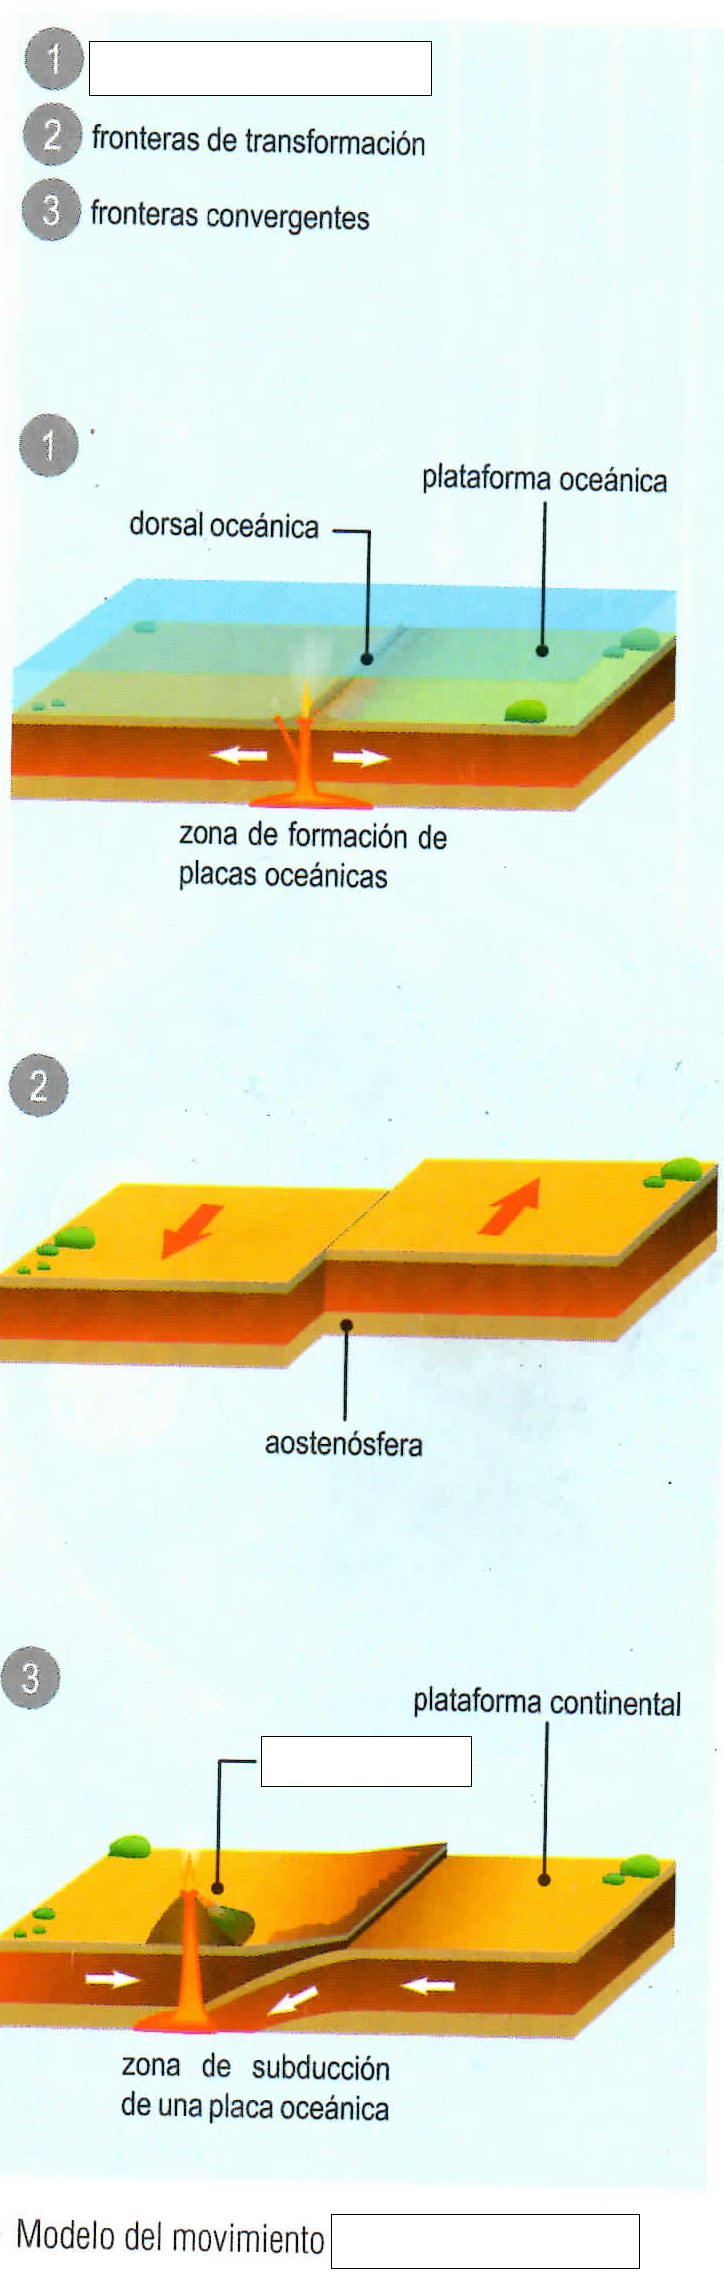 1
2 fronteras de transformación
3 fronteras convergentes
1
plataforma oceánica
dorsal oceánica
zona de formación de
placas oceánicas
2
aostenósfera
3
plataforma continental
zona de subducción
de una placa oceánica
Modelo del movimiento